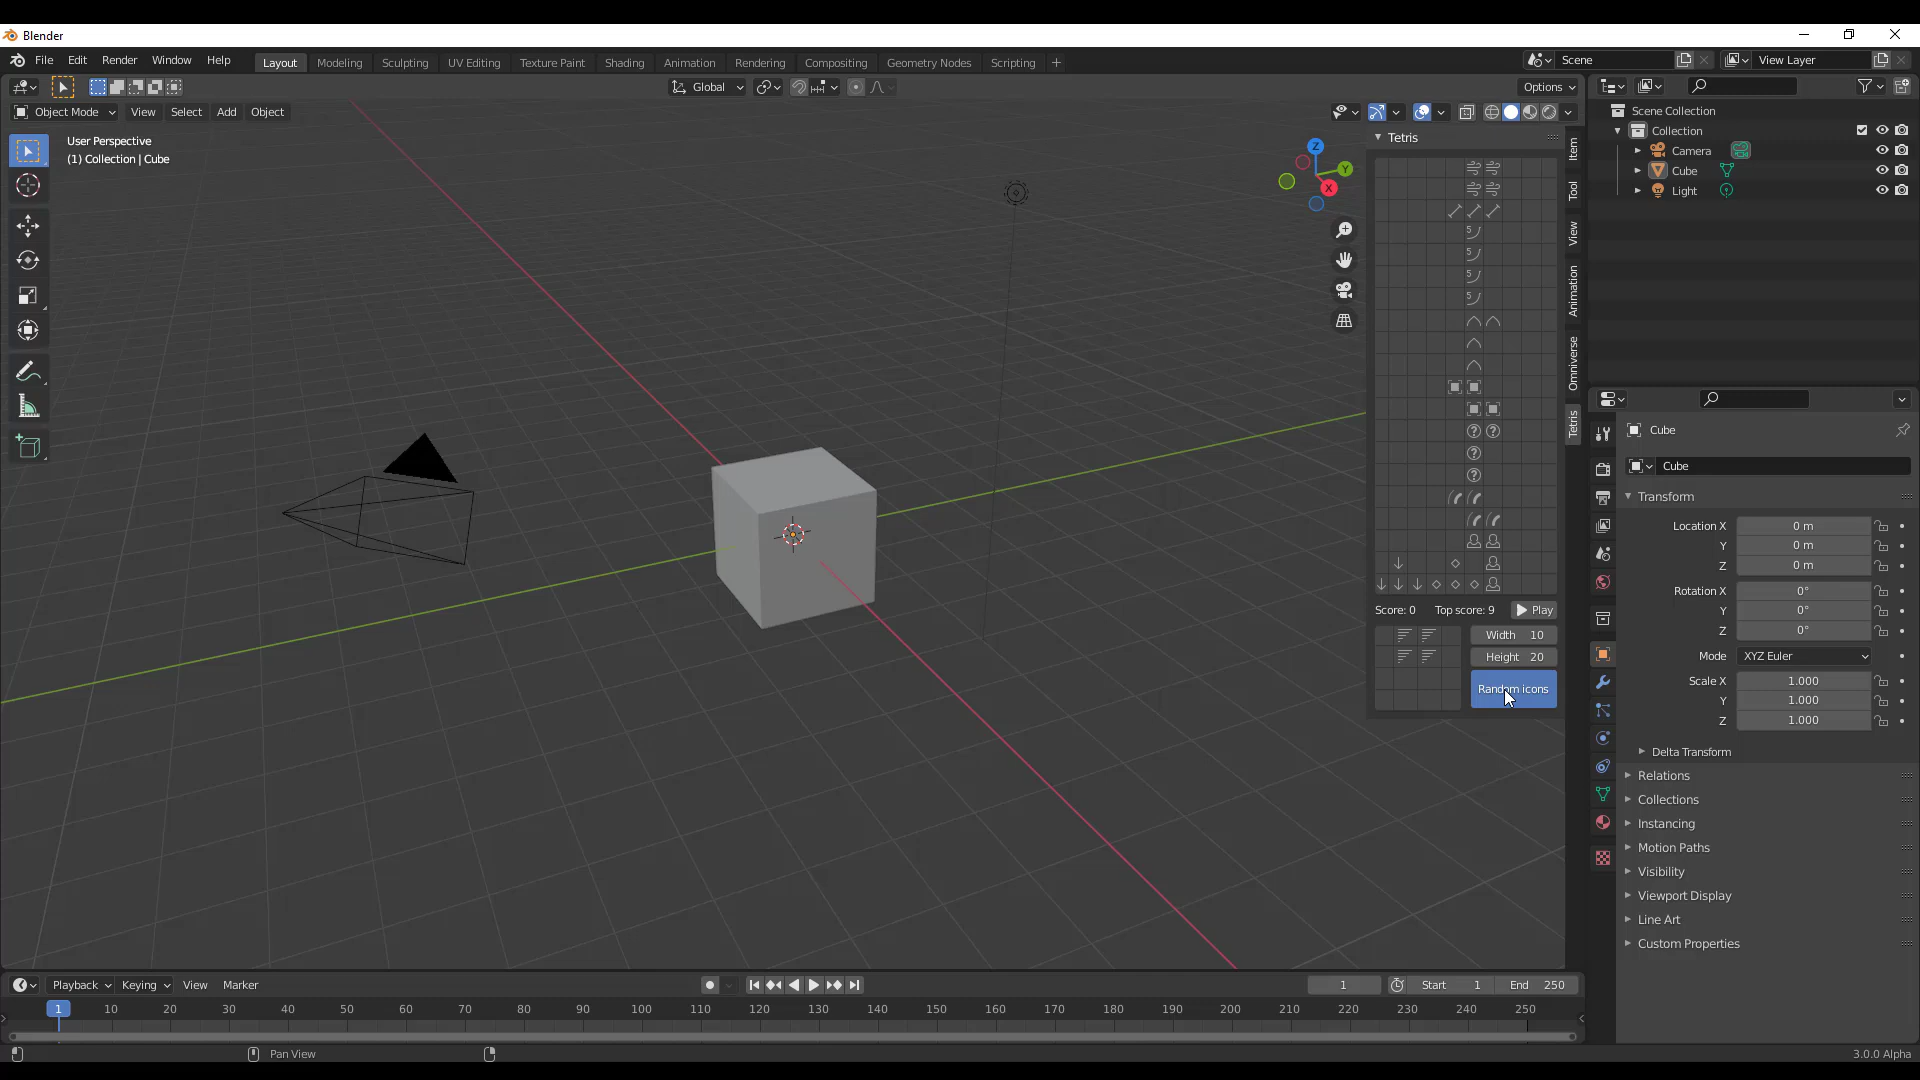 Blender
File Edit Render Window Help
Layout Modeling Sculpting UV Editing Texture Paint Shading Animation Rendering Compositing Geometry Nodes Scripting +
Scene
View Layer
Global
Options
Object Mode View Select Add Object
User Perspective
(1) Collection | Cube
Z
Y
X
Tetris
5
5
5
5
Score: 0 Top score: 9 Play
Width 10
Height 20
Random icons
Item
Tool
View
Animation
Omniverse
Tetris
Scene Collection
Collection
Camera
Cube
Light
Cube
Cube
Transform
Location X 0 m
Y 0 m
Z 0 m
Rotation X 0°
Y 0°
Z 0°
Mode XYZ Euler
Scale X 1.000
Y 1.000
Z 1.000
Delta Transform
Relations
Collections
Instancing
Motion Paths
Visibility
Viewport Display
Line Art
Custom Properties
Playback Keying View Marker
1 Start 1 End 250
1 10 20 30 40 50 60 70 80 90 100 110 120 130 140 150 160 170 180 190 200 210 220 230 240 250
Pan View
3.0.0 Alpha